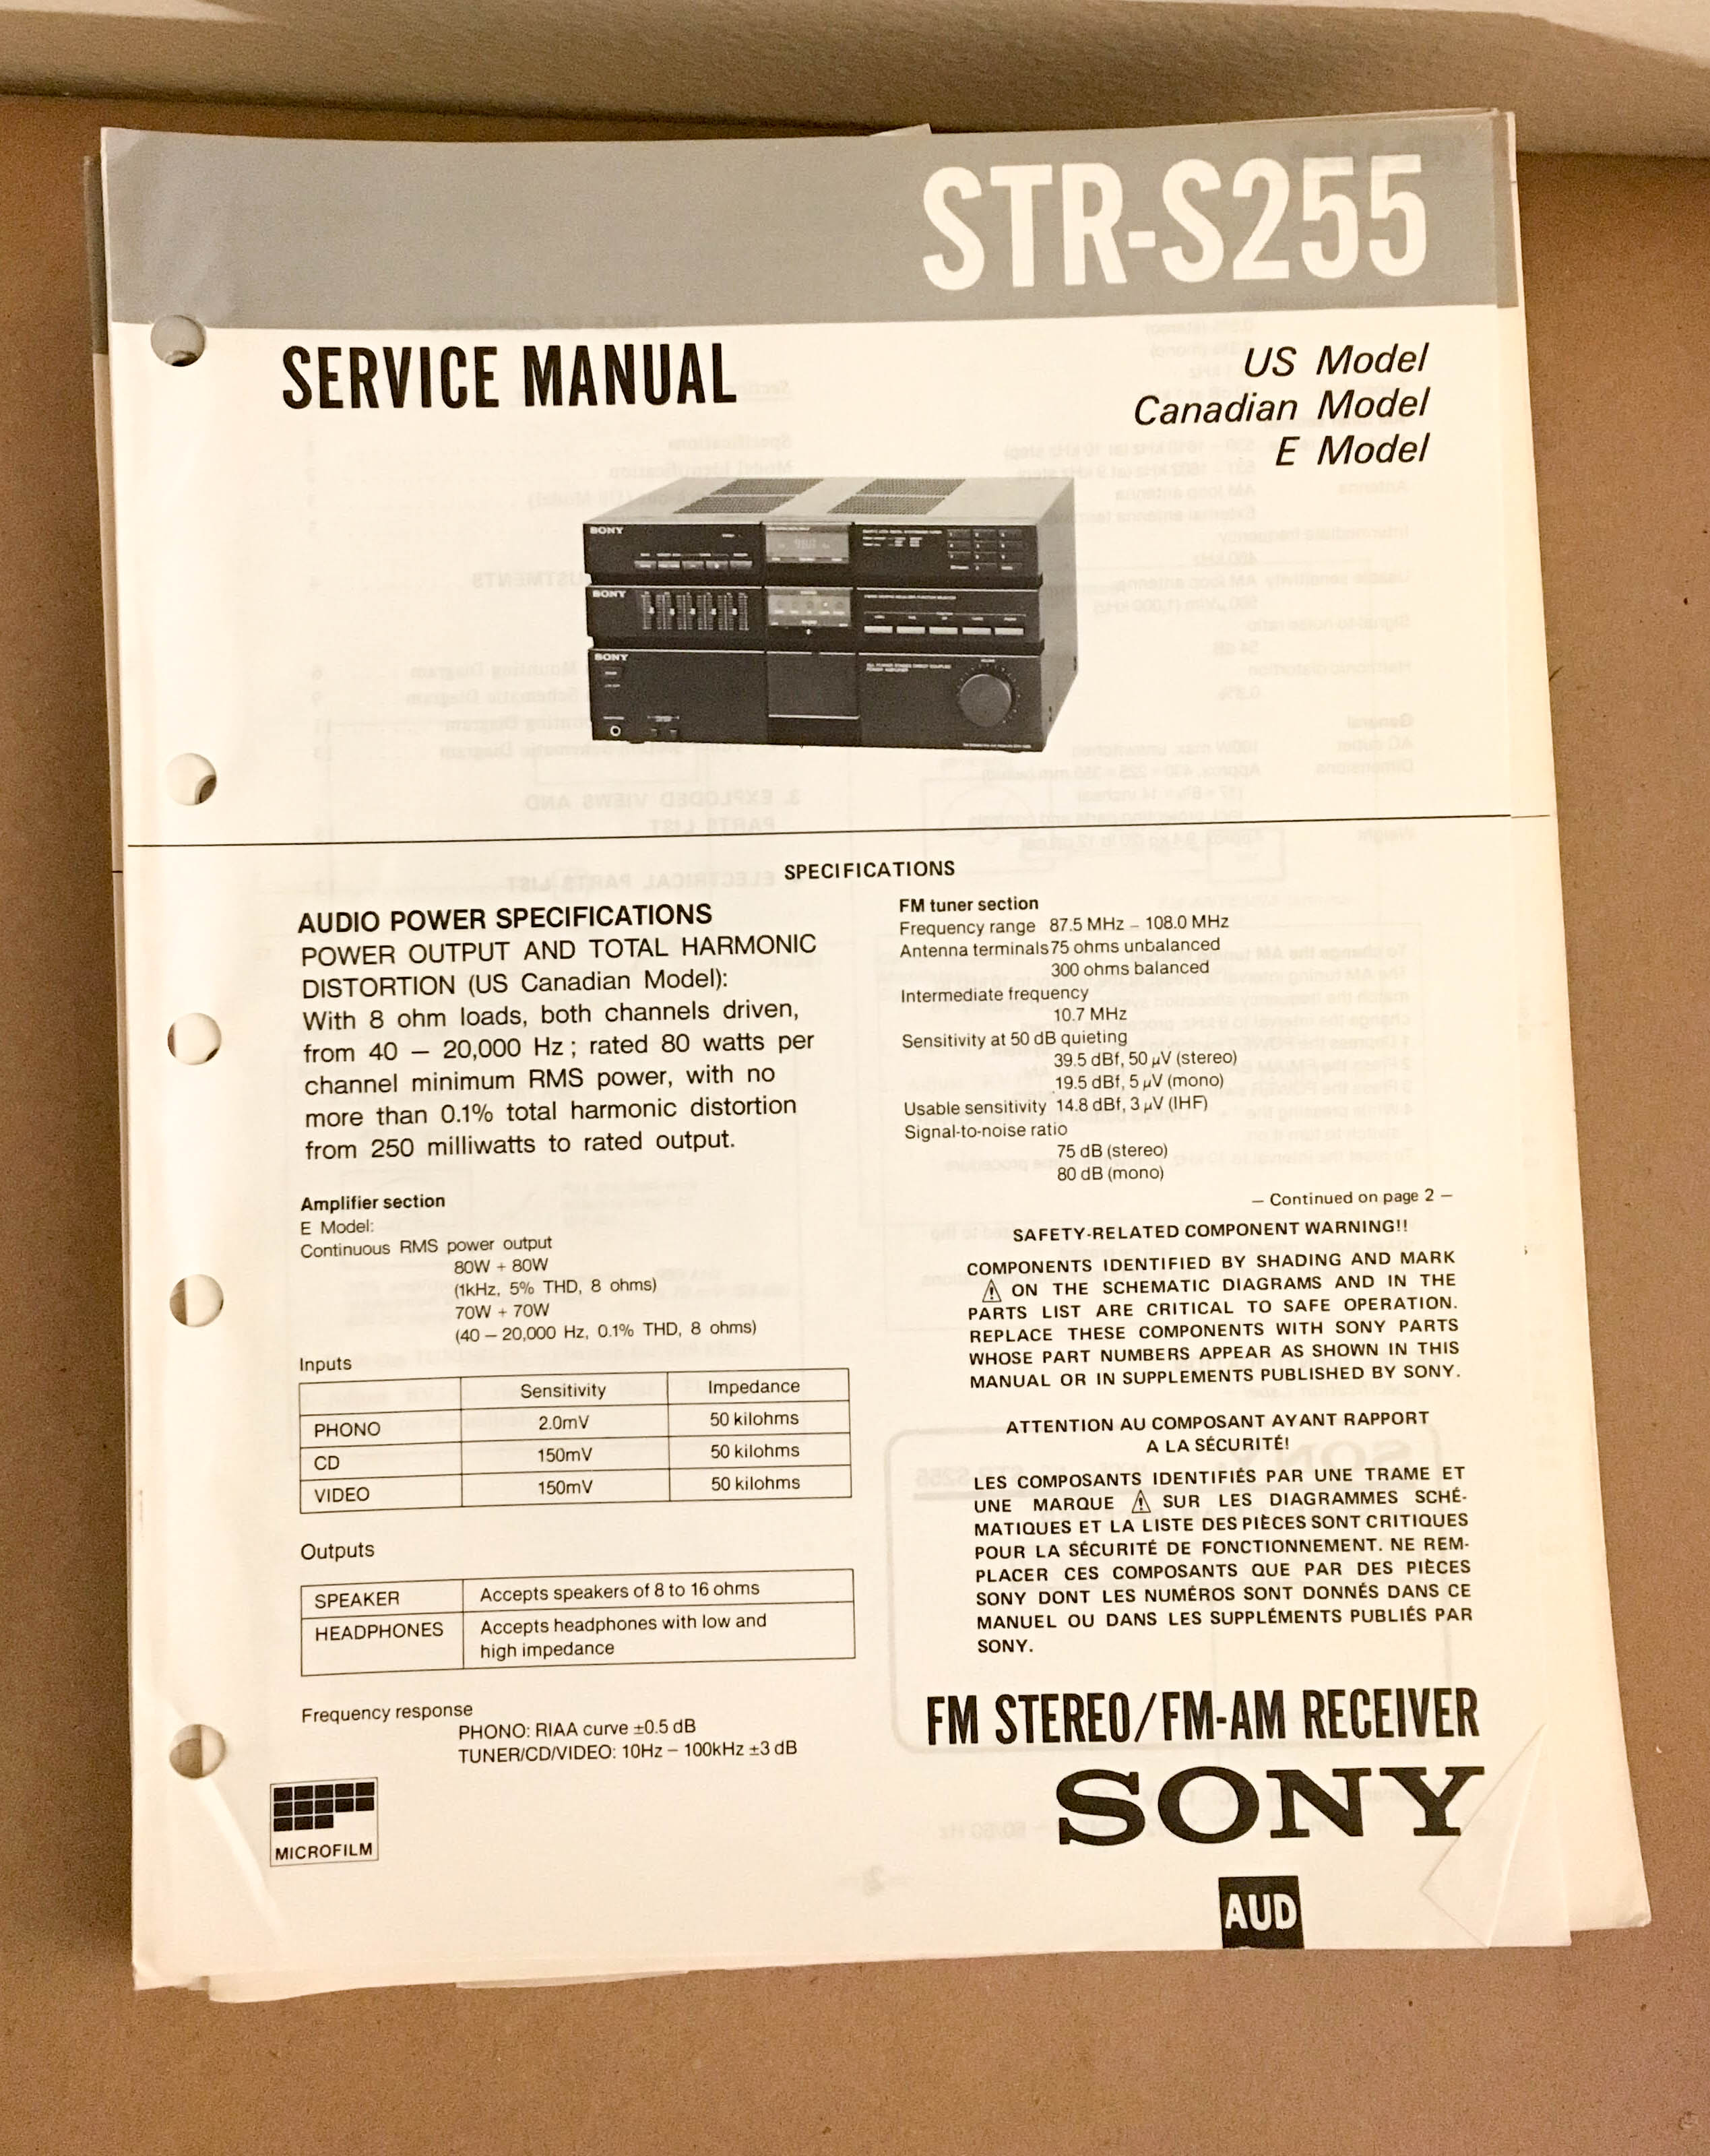 STR-S255
SERVICE MANUAL
US Model
Canadian Model
E Model
SONY
SONY
SONY
SPECIFICATIONS
AUDIO POWER SPECIFICATIONS
POWER OUTPUT AND TOTAL HARMONIC
DISTORTION (US Canadian Model):
With 8 ohm loads, both channels driven,
from 40 – 20,000 Hz; rated 80 watts per
channel minimum RMS power, with no
more than 0.1% total harmonic distortion
from 250 milliwatts to rated output.
Amplifier section
E Model:
Continuous RMS power output
80W + 80W
(1kHz, 5% THD, 8 ohms)
70W + 70W
(40 – 20,000 Hz, 0.1% THD, 8 ohms)
Inputs
Sensitivity Impedance
PHONO 2.0mV 50 kilohms
CD 150mV 50 kilohms
VIDEO 150mV 50 kilohms
Outputs
SPEAKER Accepts speakers of 8 to 16 ohms
HEADPHONES Accepts headphones with low and
high impedance
Frequency response
PHONO: RIAA curve ±0.5 dB
TUNER/CD/VIDEO: 10Hz – 100kHz ±3 dB
MICROFILM
FM tuner section
Frequency range 87.5 MHz – 108.0 MHz
Antenna terminals 75 ohms unbalanced
300 ohms balanced
Intermediate frequency
10.7 MHz
Sensitivity at 50 dB quieting
39.5 dBf, 50 µV (stereo)
19.5 dBf, 5 µV (mono)
Usable sensitivity 14.8 dBf, 3 µV (IHF)
Signal-to-noise ratio
75 dB (stereo)
80 dB (mono)
– Continued on page 2 –
SAFETY-RELATED COMPONENT WARNING!!
COMPONENTS IDENTIFIED BY SHADING AND MARK
⚠ ON THE SCHEMATIC DIAGRAMS AND IN THE
PARTS LIST ARE CRITICAL TO SAFE OPERATION.
REPLACE THESE COMPONENTS WITH SONY PARTS
WHOSE PART NUMBERS APPEAR AS SHOWN IN THIS
MANUAL OR IN SUPPLEMENTS PUBLISHED BY SONY.
ATTENTION AU COMPOSANT AYANT RAPPORT
A LA SÉCURITÉ!
LES COMPOSANTS IDENTIFIÉS PAR UNE TRAME ET
UNE MARQUE ⚠ SUR LES DIAGRAMMES SCHÉ-
MATIQUES ET LA LISTE DES PIÈCES SONT CRITIQUES
POUR LA SÉCURITÉ DE FONCTIONNEMENT. NE REM-
PLACER CES COMPOSANTS QUE PAR DES PIÈCES
SONY DONT LES NUMÉROS SONT DONNÉS DANS CE
MANUEL OU DANS LES SUPPLÉMENTS PUBLIÉS PAR
SONY.
FM STEREO/FM-AM RECEIVER
SONY
AUD